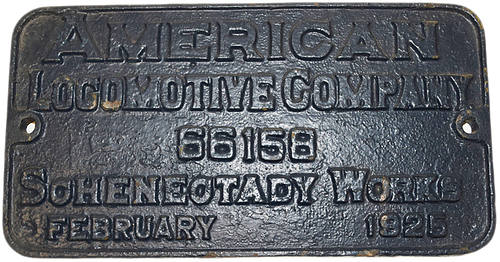 AMERICAN
LOCOMOTIVE COMPANY
66158
SCHENECTADY WORKS
FEBRUARY 1925